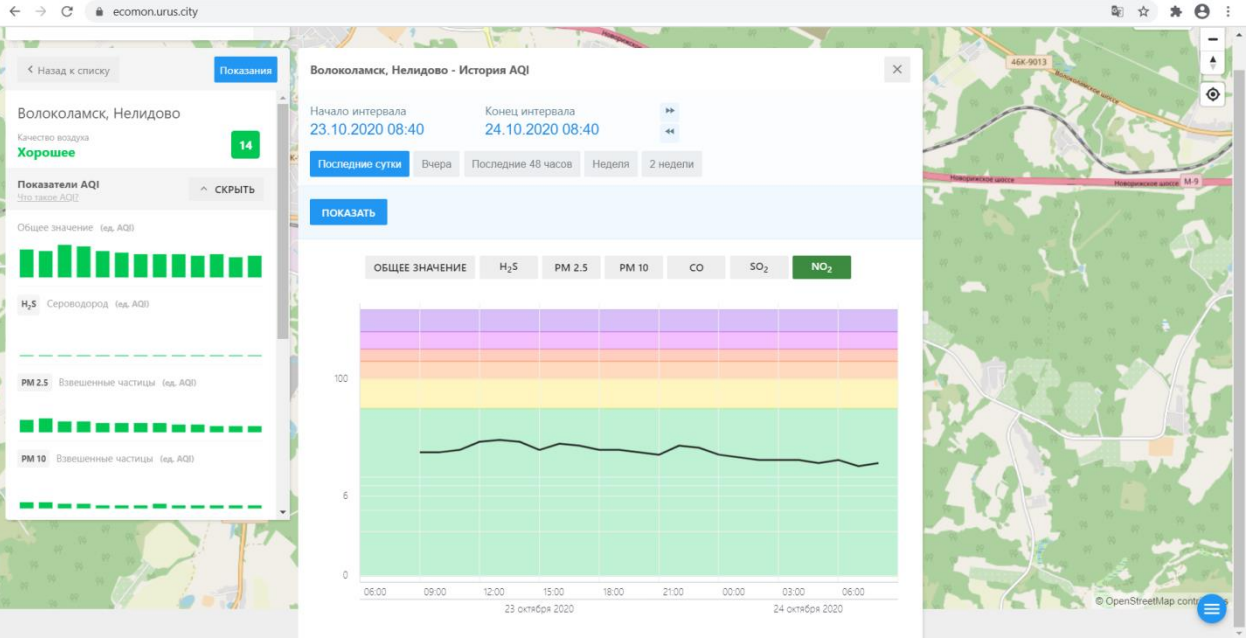 ecomon.urus.city
Назад к списку
Показания
Волоколамск, Нелидово
Качество воздуха
Хорошее
14
Показатели AQI
Что такое AQI?
СКРЫТЬ
Общее значение (ед. AQI)
H₂S Сероводород (ед. AQI)
PM 2.5 Взвешенные частицы (ед. AQI)
PM 10 Взвешенные частицы (ед. AQI)
Волоколамск, Нелидово - История AQI
Начало интервала
23.10.2020 08:40
Конец интервала
24.10.2020 08:40
Последние сутки Вчера Последние 48 часов Неделя 2 недели
ПОКАЗАТЬ
ОБЩЕЕ ЗНАЧЕНИЕ H₂S PM 2.5 PM 10 CO SO₂ NO₂
100
6
0
06:00 09:00 12:00 15:00 18:00 21:00 00:00 03:00 06:00
23 октября 2020 24 октября 2020
46К-9013
Волоколамское шоссе
Новорижское шоссе
Новорижское шоссе М-9
© OpenStreetMap